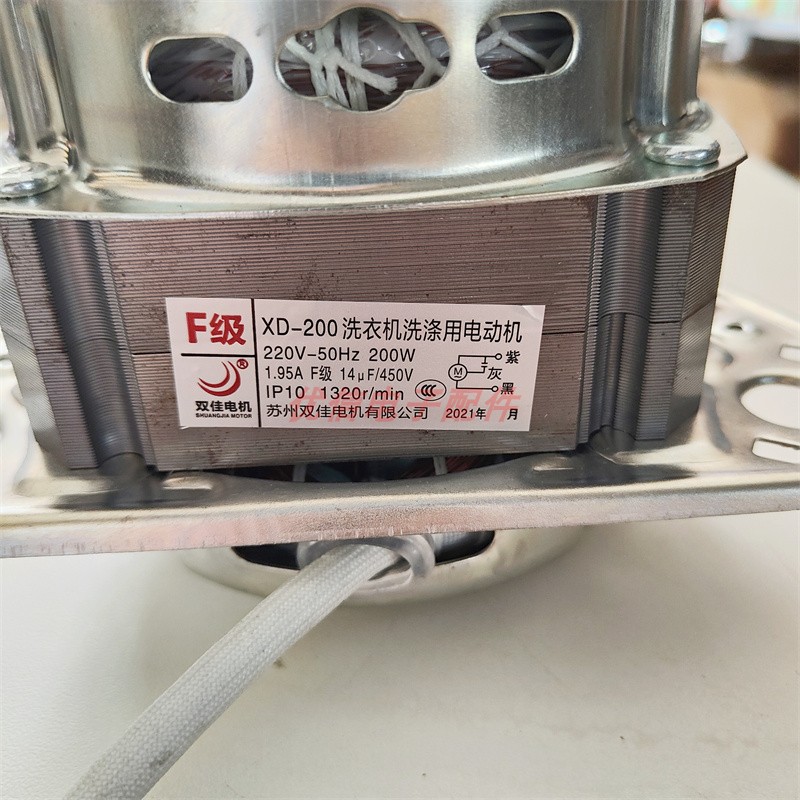 F级
XD-200 洗衣机洗涤用电动机
220V-50Hz 200W
1.95A F级 14μF/450V
IP10 1320r/min
苏州双佳电机有限公司 2021年 月
M
紫
灰
黑
CCC
®
双佳电机
SHUANGJIA MOTOR